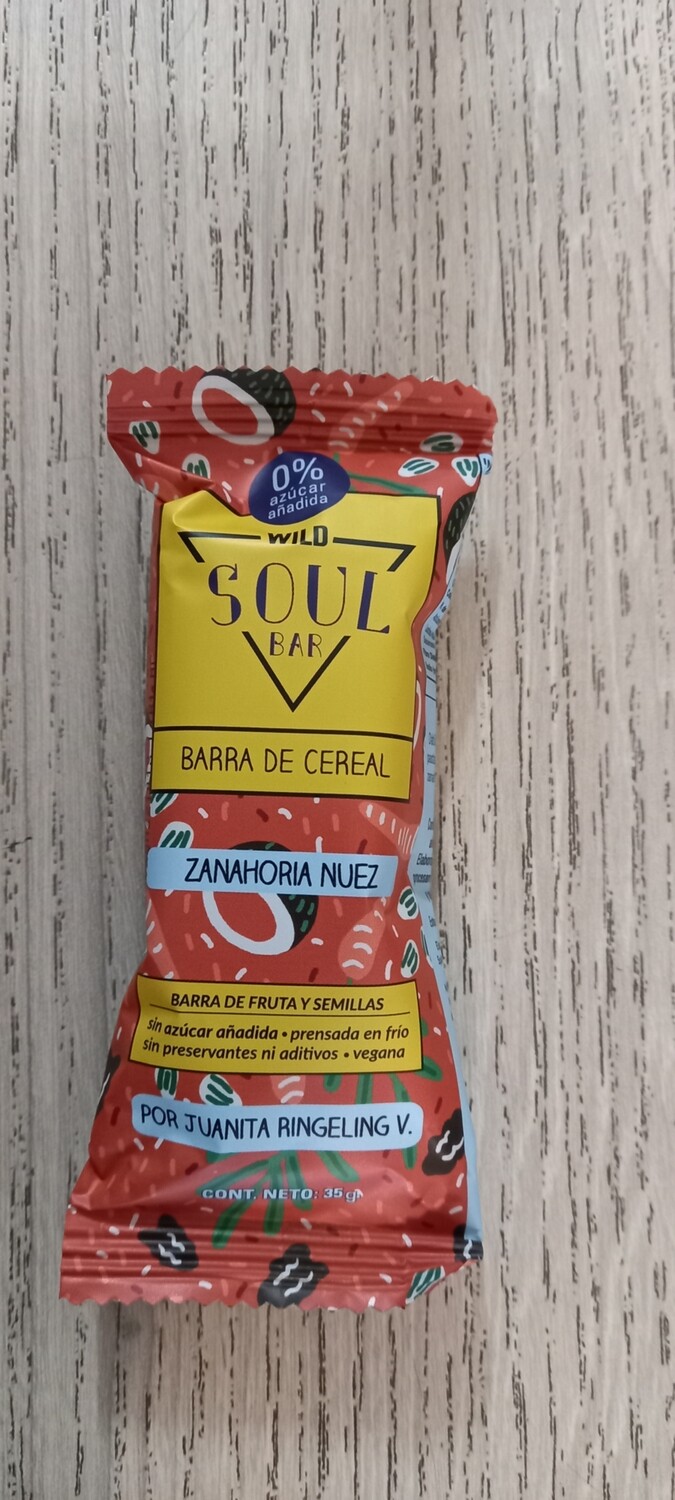 0%
azúcar
añadida
WILD
SOUL
BAR
BARRA DE CEREAL
ZANAHORIA NUEZ
BARRA DE FRUTA Y SEMILLAS
sin azúcar añadida • prensada en frío
sin preservantes ni aditivos • vegana
POR JUANITA RINGELING V.
CONT. NETO: 35 g